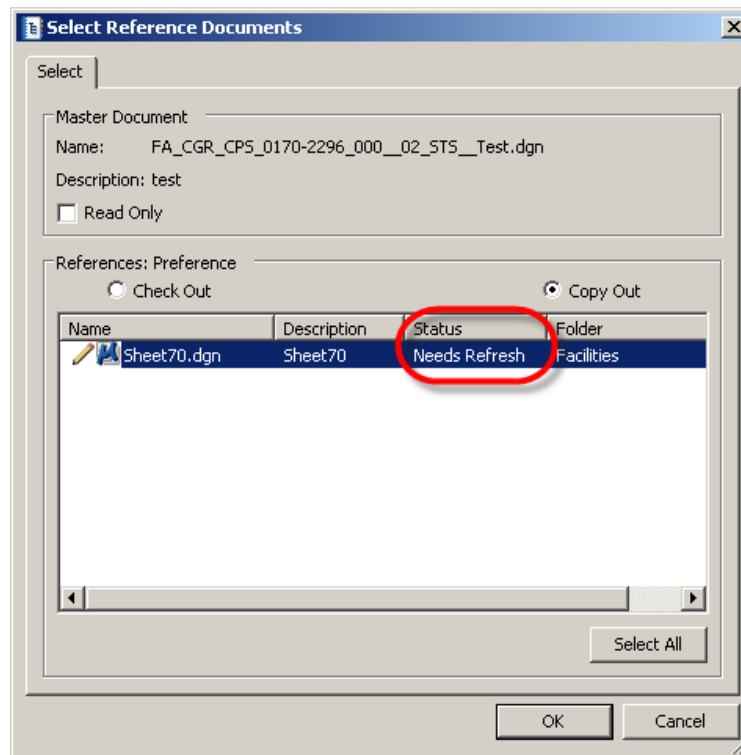 Select Reference Documents
Select
Master Document
Name: FA_CGR_CPS_0170-2296_000__02_STS__Test.dgn
Description: test
Read Only
References: Preference
Check Out Copy Out
Name Description Status Folder
Sheet70.dgn Sheet70 Needs Refresh Facilities
Select All
OK Cancel